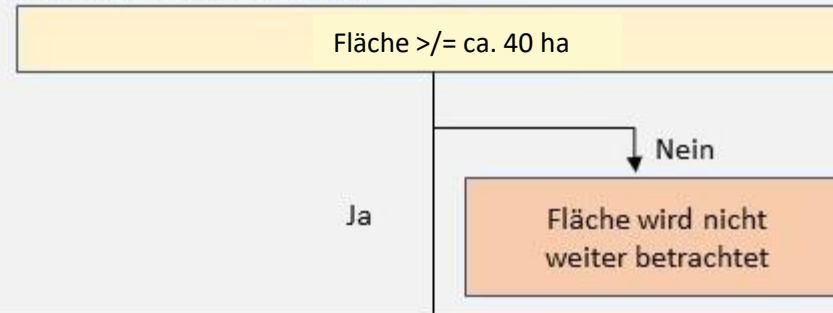 Fläche >/= ca. 40 ha
Nein
Ja
Fläche wird nicht
weiter betrachtet